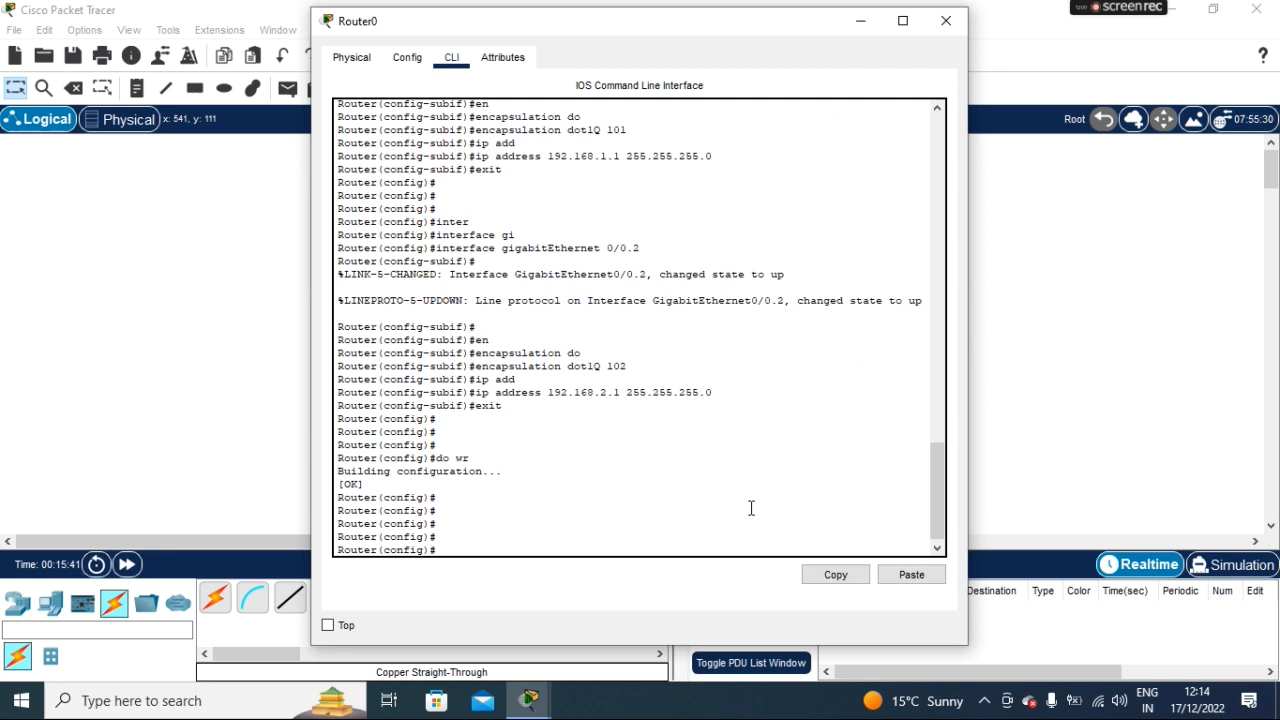 Cisco Packet Tracer
File Edit Options View Tools Extensions Window
Logical Physical x: 541, y: 111
Router0
screenrec
Physical Config CLI Attributes
IOS Command Line Interface
Router(config-subif)#en
Router(config-subif)#encapsulation do
Router(config-subif)#encapsulation dot1Q 101
Router(config-subif)#ip add
Router(config-subif)#ip address 192.168.1.1 255.255.255.0
Router(config-subif)#exit
Router(config)#
Router(config)#
Router(config)#
Router(config)#inter
Router(config)#interface gi
Router(config)#interface gigabitEthernet 0/0.2
Router(config-subif)#
%LINK-5-CHANGED: Interface GigabitEthernet0/0.2, changed state to up
%LINEPROTO-5-UPDOWN: Line protocol on Interface GigabitEthernet0/0.2, changed state to up
Router(config-subif)#
Router(config-subif)#en
Router(config-subif)#encapsulation do
Router(config-subif)#encapsulation dot1Q 102
Router(config-subif)#ip add
Router(config-subif)#ip address 192.168.2.1 255.255.255.0
Router(config-subif)#exit
Router(config)#
Router(config)#
Router(config)#
Router(config)#do wr
Building configuration...
[OK]
Router(config)#
Router(config)#
Router(config)#
Router(config)#
Router(config)#
Copy Paste
Top
Root 07:55:30
Time: 00:15:41
Realtime Simulation
Destination Type Color Time(sec) Periodic Num Edit
Copper Straight-Through
Toggle PDU List Window
Type here to search
15°C Sunny
ENG
IN
12:14
17/12/2022